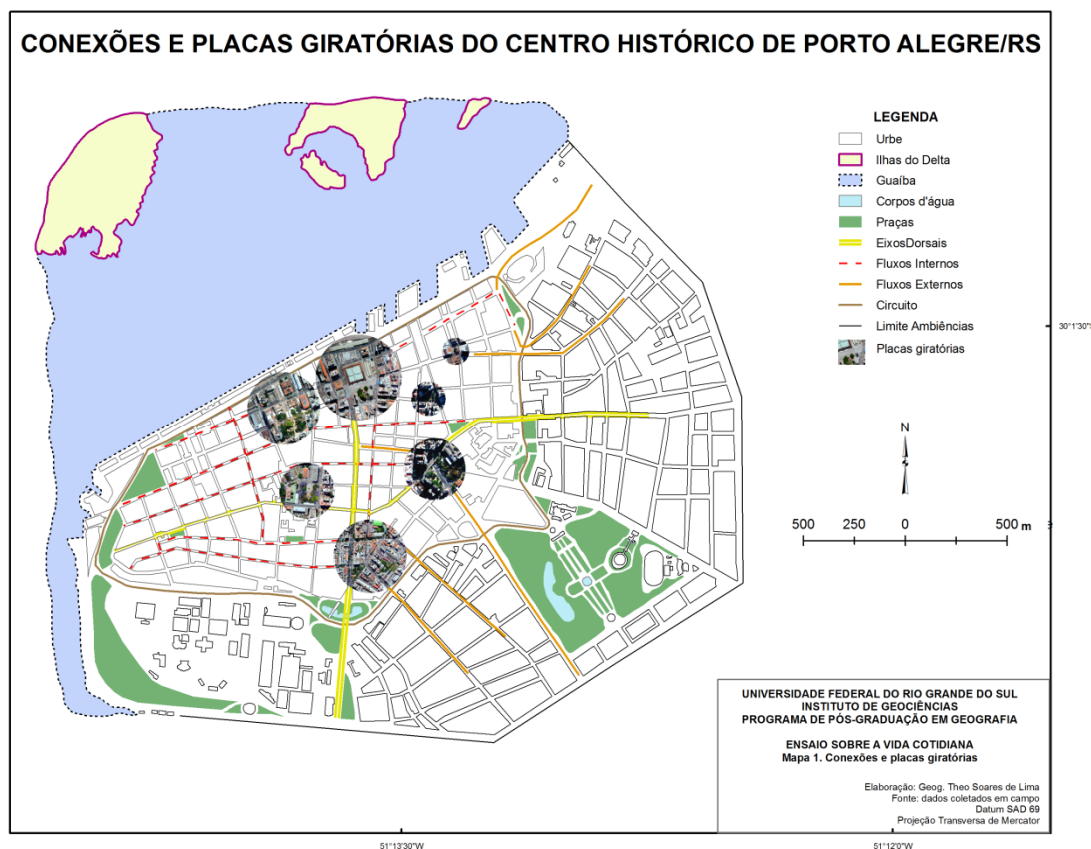 CONEXÕES E PLACAS GIRATÓRIAS DO CENTRO HISTÓRICO DE PORTO ALEGRE/RS
LEGENDA
Urbe
Ilhas do Delta
Guaíba
Corpos d'água
Praças
EixosDorsais
Fluxos Internos
Fluxos Externos
Circuito
Limite Ambiências
Placas giratórias
30°1'30"S
N
500 250 0 500 m
UNIVERSIDADE FEDERAL DO RIO GRANDE DO SUL
INSTITUTO DE GEOCIÊNCIAS
PROGRAMA DE PÓS-GRADUAÇÃO EM GEOGRAFIA
ENSAIO SOBRE A VIDA COTIDIANA
Mapa 1. Conexões e placas giratórias
Elaboração: Geog. Theo Soares de Lima
Fonte: dados coletados em campo
Datum SAD 69
Projeção Transversa de Mercator
51°13'30"W 51°12'0"W